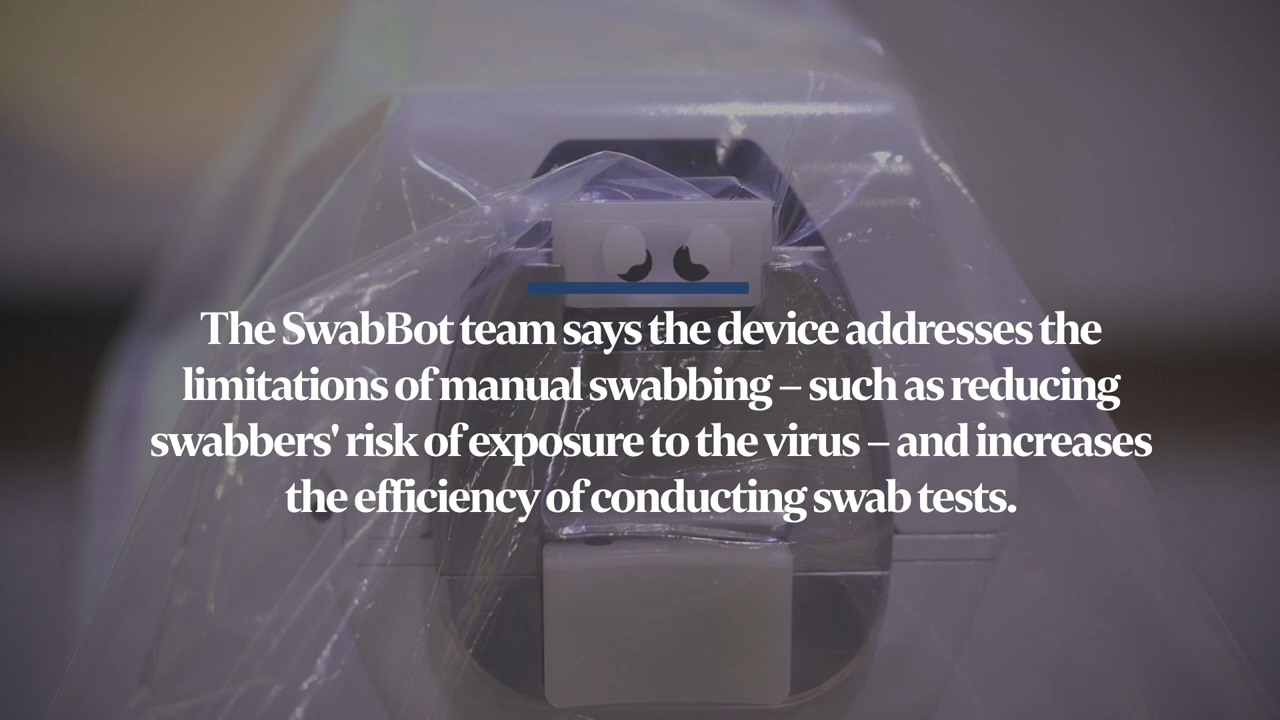 The SwabBot team says the device addresses the
limitations of manual swabbing – such as reducing
swabbers' risk of exposure to the virus – and increases
the efficiency of conducting swab tests.